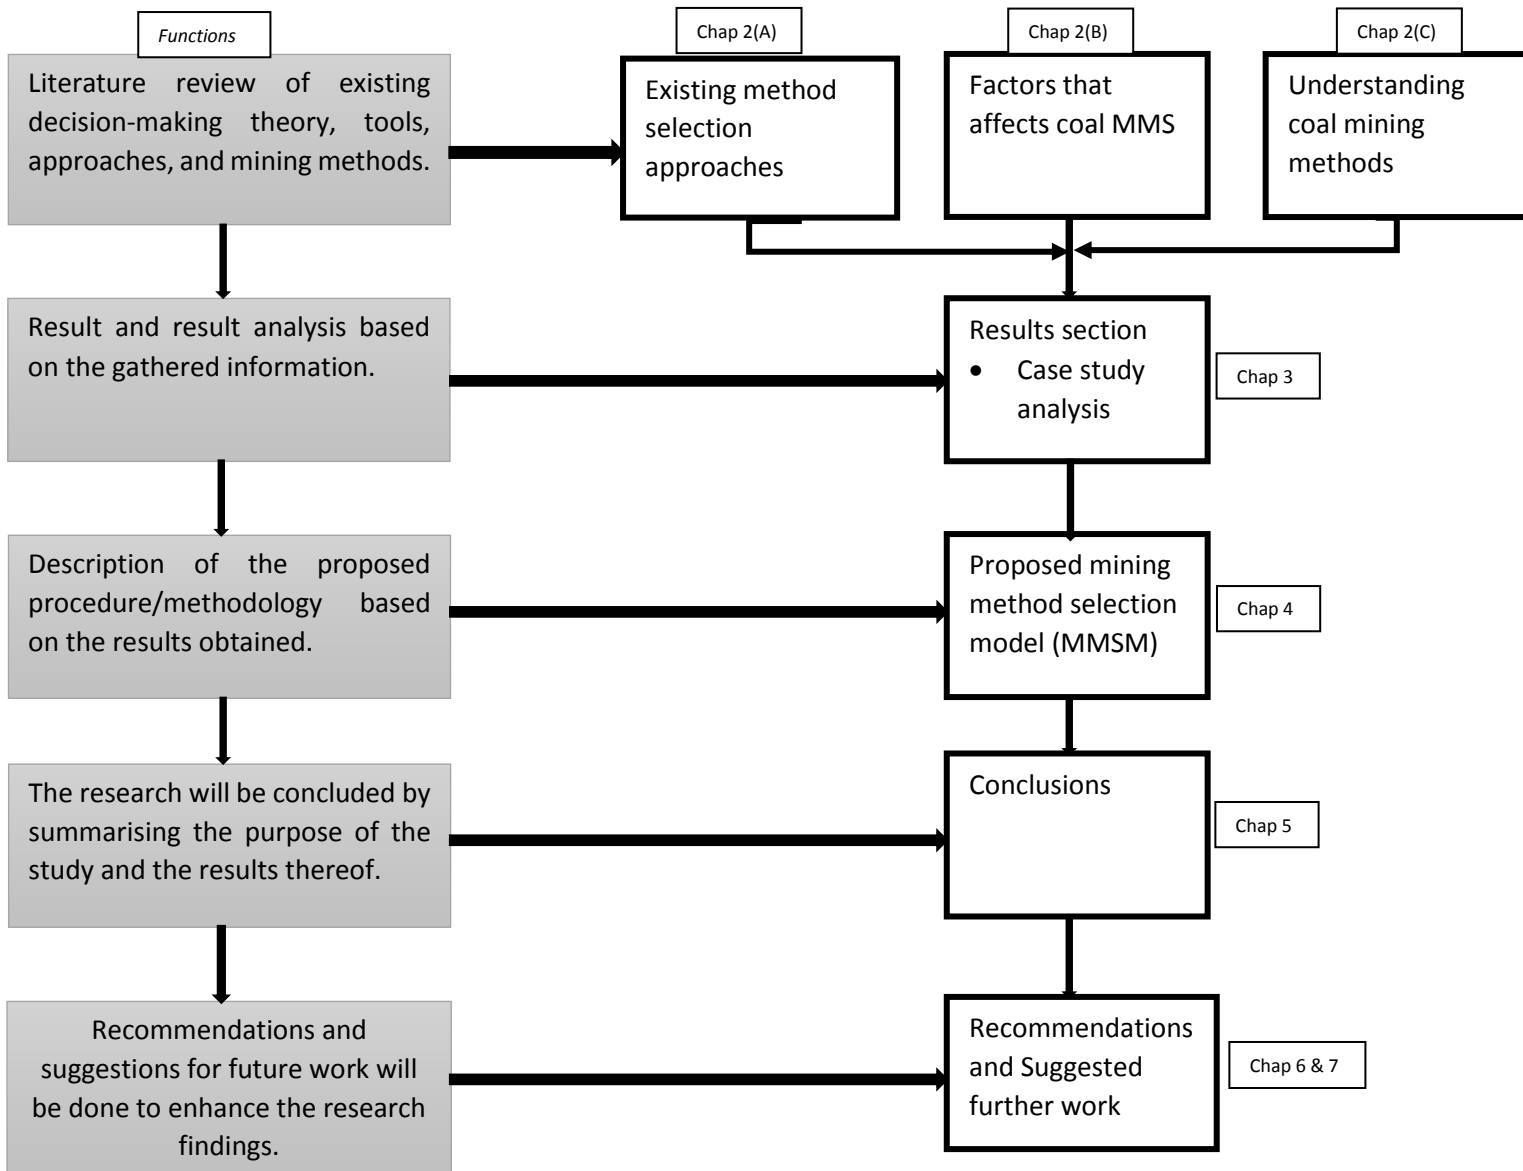 Functions
Chap 2(A)
Chap 2(B)
Chap 2(C)
Literature review of existing
decision-making theory, tools,
approaches, and mining methods.
Existing method
selection
approaches
Factors that
affects coal MMS
Understanding
coal mining
methods
Result and result analysis based
on the gathered information.
Results section
• Case study
analysis
Chap 3
Description of the proposed
procedure/methodology based
on the results obtained.
Proposed mining
method selection
model (MMSM)
Chap 4
The research will be concluded by
summarising the purpose of the
study and the results thereof.
Conclusions
Chap 5
Recommendations and
suggestions for future work will
be done to enhance the research
findings.
Recommendations
and Suggested
further work
Chap 6 & 7